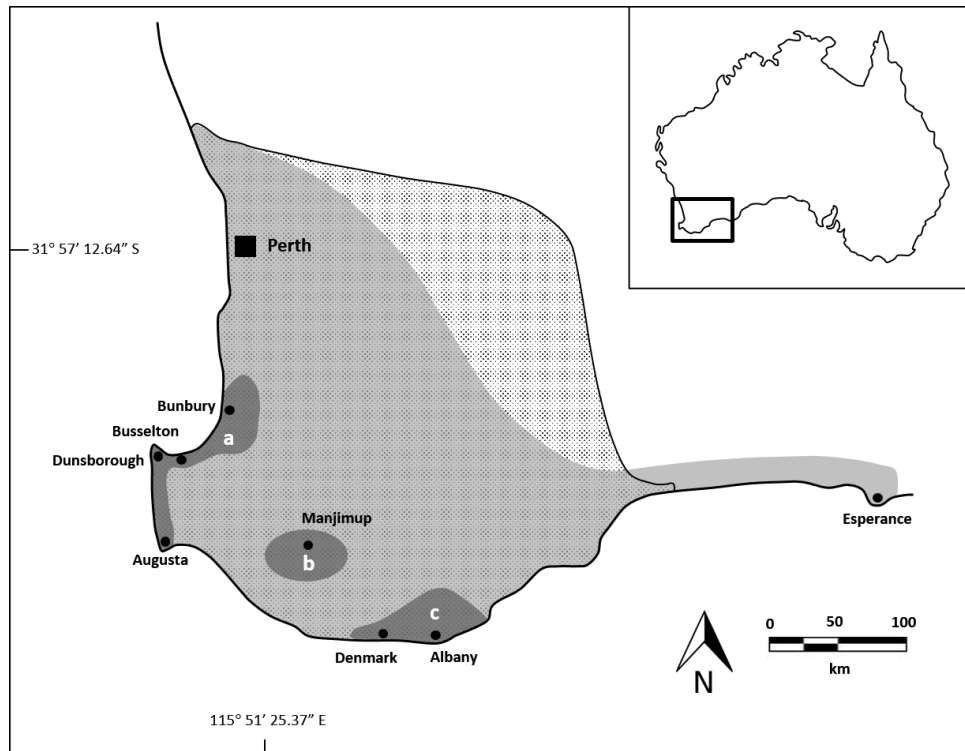 31° 57’ 12.64” S
Perth
Bunbury
a
Busselton
Dunsborough
Manjimup
b
Augusta
Esperance
c
Denmark
Albany
N
0 50 100
km
115° 51’ 25.37” E